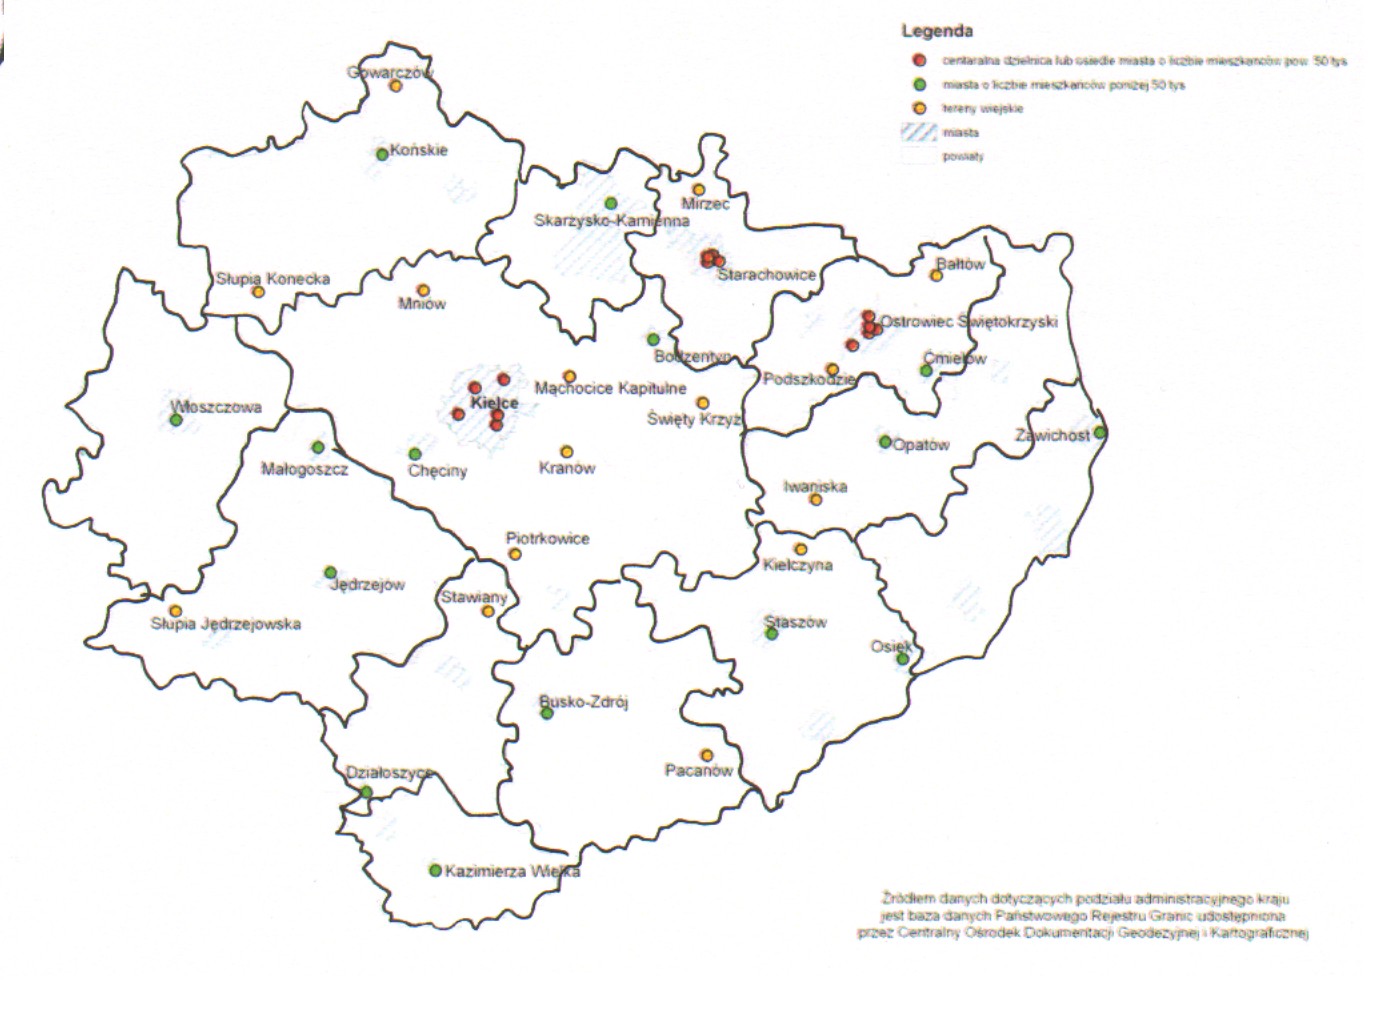 Legenda
centaralna dzielnica lub osiedle miasta o liczbie mieszkańców pow. 50 tys
miasta o liczbie mieszkańców poniżej 50 tys
tereny wiejskie
miasta
powiaty
Gowarczów
Końskie
Mirzec
Skarżysko-Kamienna
Starachowice
Bałtów
Słupia Konecka
Mniów
Ostrowiec Świętokrzyski
Bodzentyn
Ćmielów
Podszkodzie
Mąchocice Kapitulne
Kielce
Włoszczowa
Święty Krzyż
Zawichost
Opatów
Małogoszcz
Chęciny
Kranów
Iwaniska
Piotrkowice
Kiełczyna
Jędrzejów
Stawiany
Słupia Jędrzejowska
Staszów
Osiek
Busko-Zdrój
Pacanów
Działoszyce
Kazimierza Wielka
Źródłem danych dotyczących podziału administracyjnego kraju
jest baza danych Państwowego Rejestru Granic udostępniona
przez Centralny Ośrodek Dokumentacji Geodezyjnej i Kartograficznej